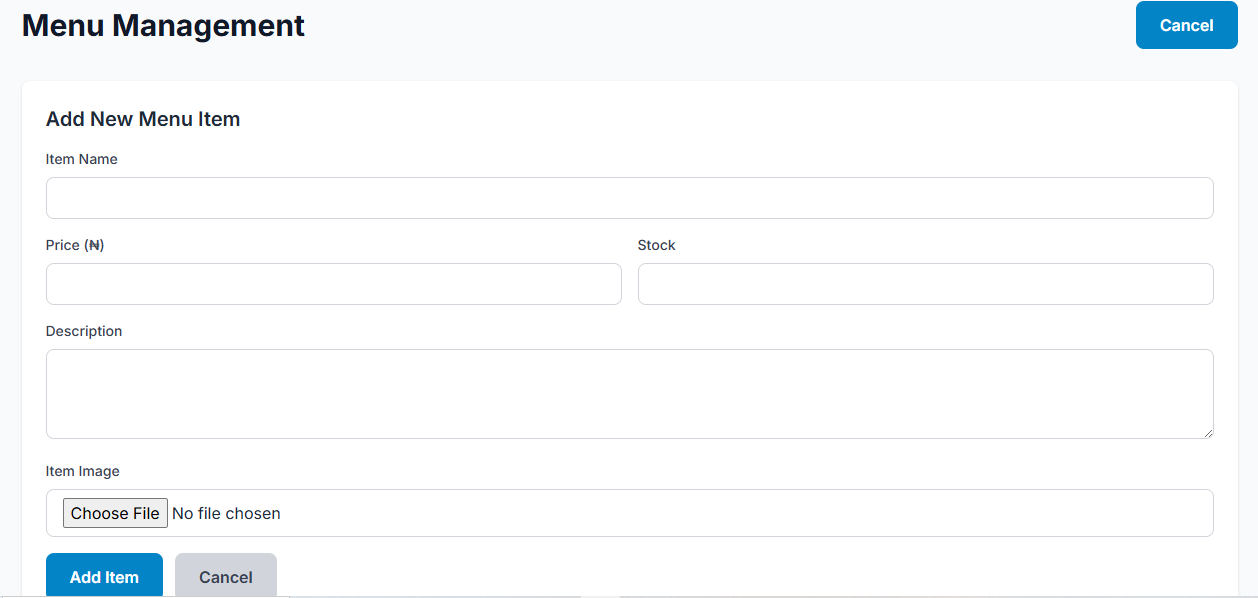 Menu Management
Cancel
Add New Menu Item
Item Name
Price (₦)
Stock
Description
Item Image
Choose File No file chosen
Add Item
Cancel